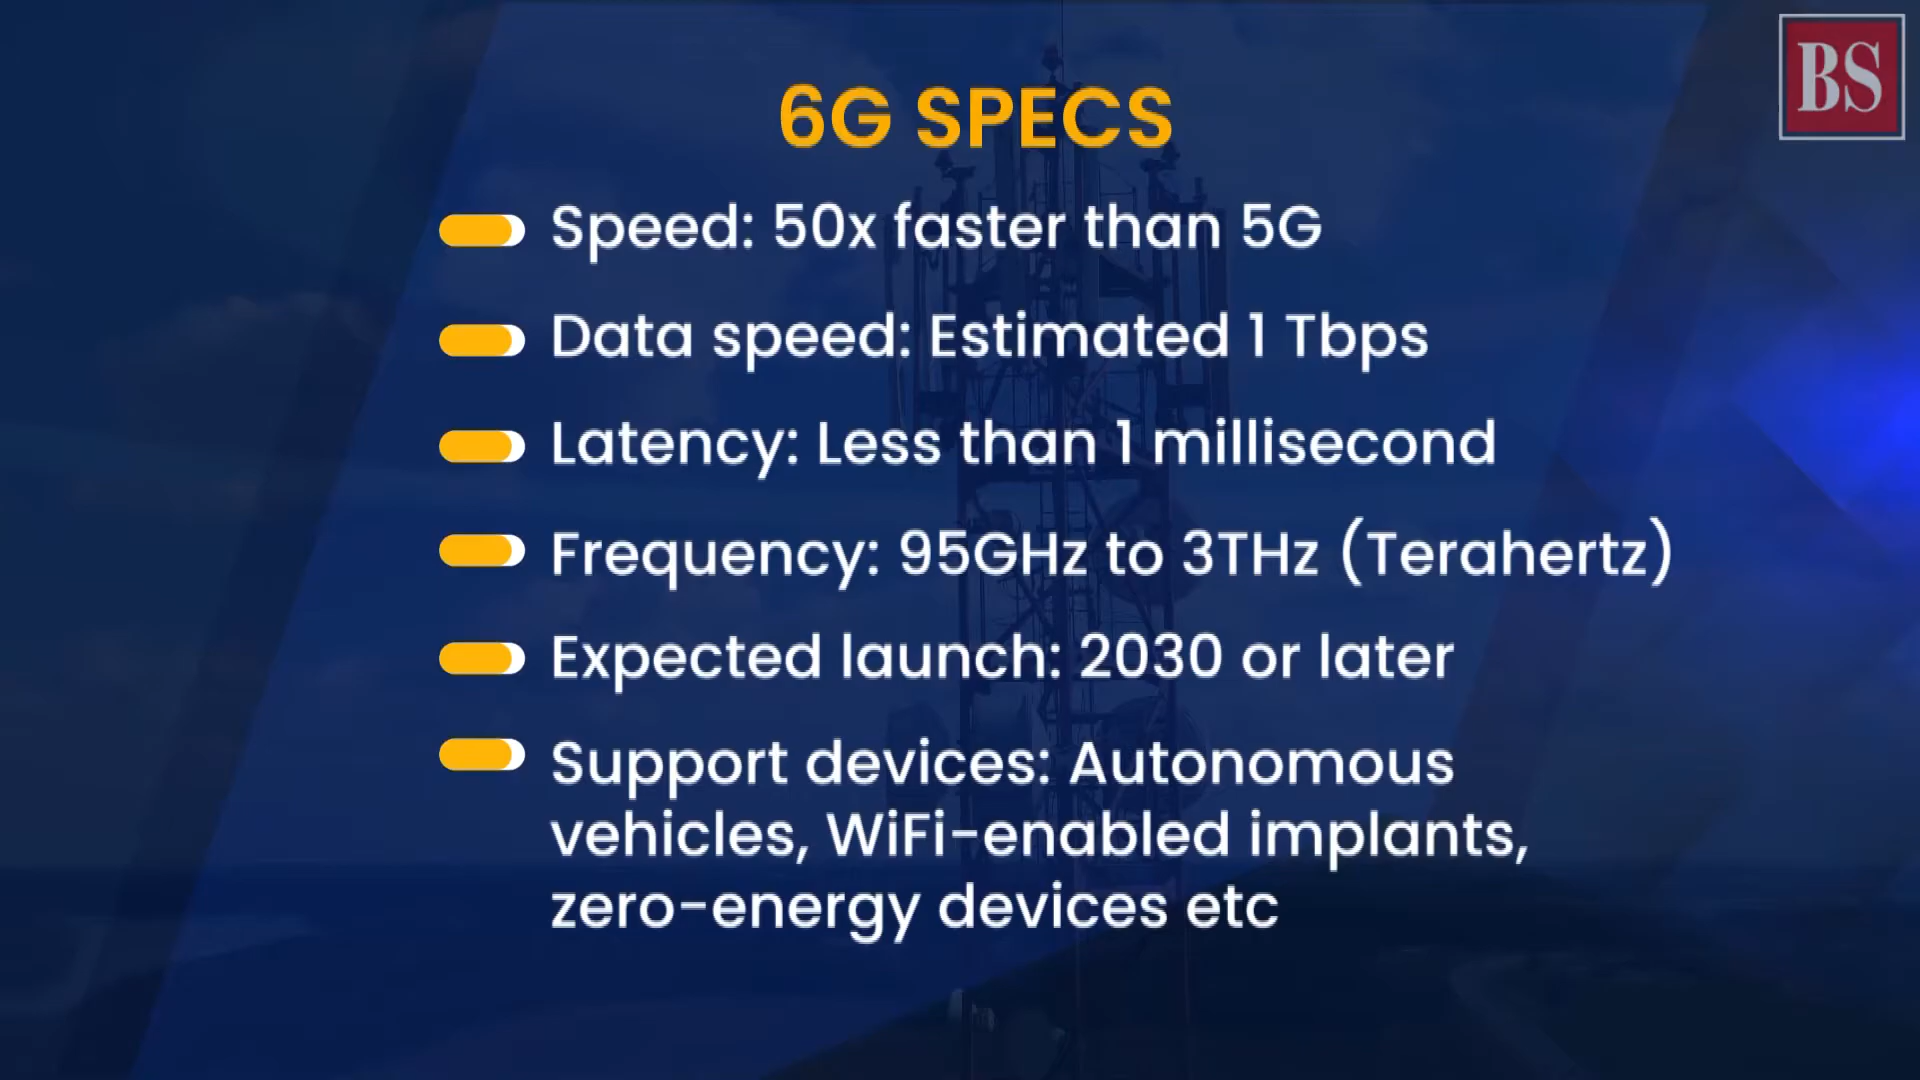 BS
6G SPECS
Speed: 50x faster than 5G
Data speed: Estimated 1 Tbps
Latency: Less than 1 millisecond
Frequency: 95GHz to 3THz (Terahertz)
Expected launch: 2030 or later
Support devices: Autonomous
vehicles, WiFi-enabled implants,
zero-energy devices etc